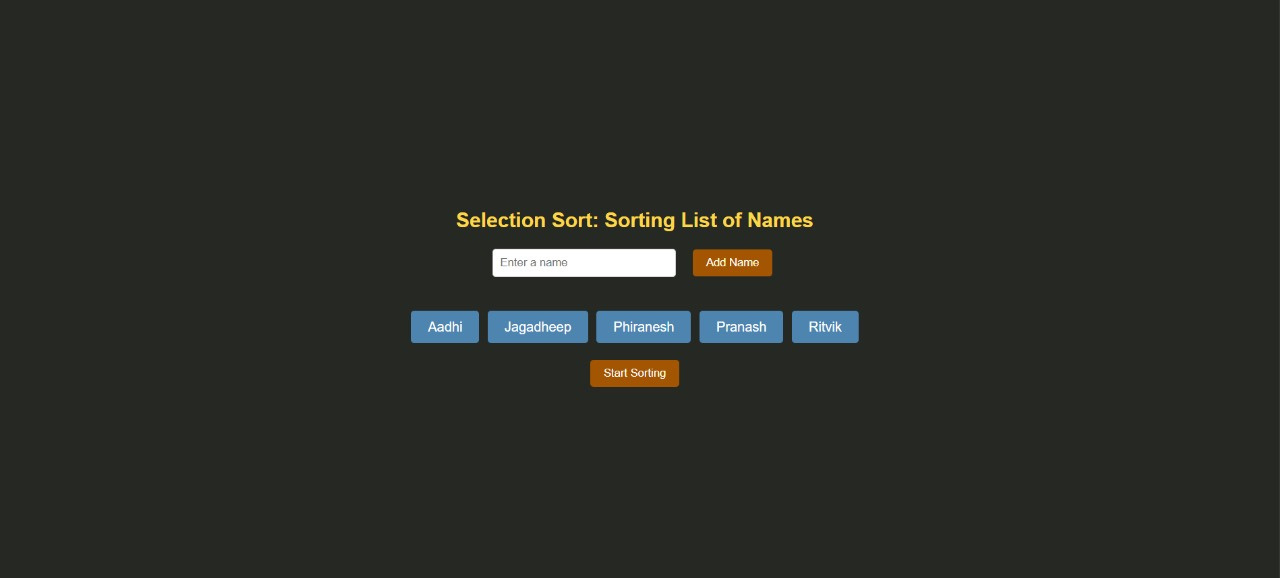 Selection Sort: Sorting List of Names
Enter a name Add Name
Aadhi Jagadheep Phiranesh Pranash Ritvik
Start Sorting